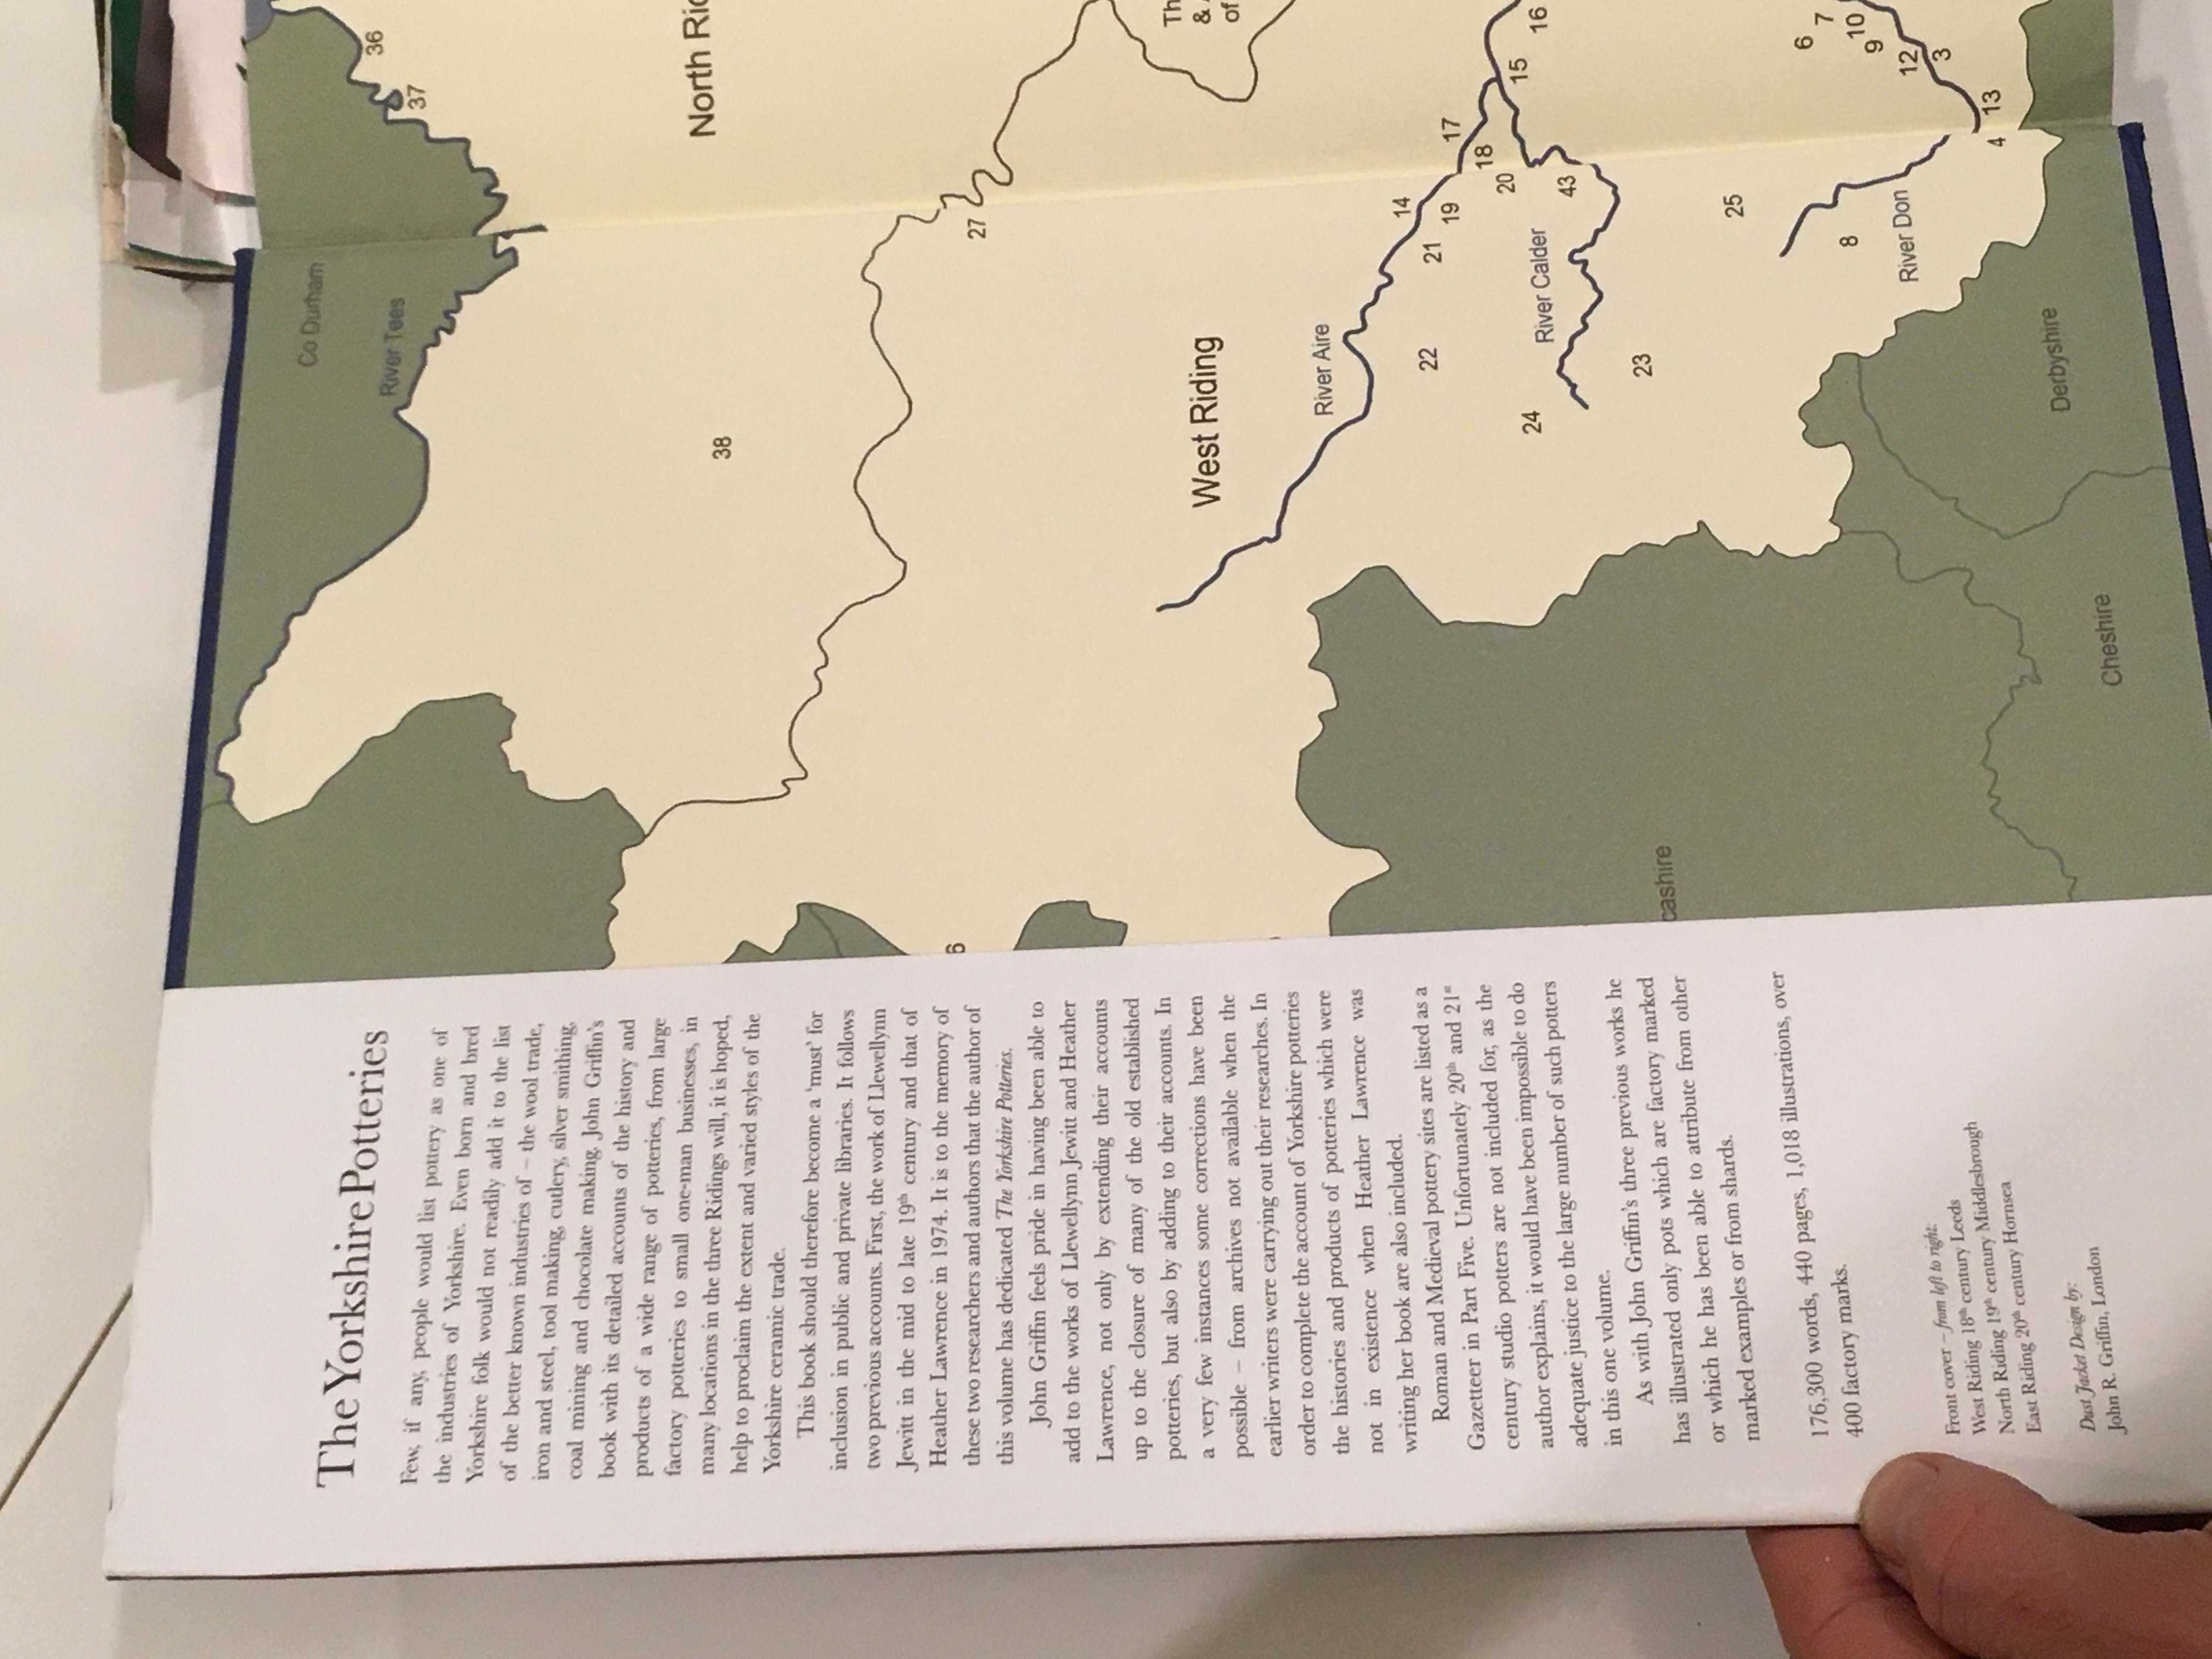 The Yorkshire Potteries
Few, if any, people would list pottery as one of
the industries of Yorkshire. Even born and bred
Yorkshire folk would not readily add it to the list
of the better known industries of – the wool trade,
iron and steel, tool making, cutlery, silver smithing,
coal mining and chocolate making. John Griffin's
book with its detailed accounts of the history and
products of a wide range of potteries, from large
factory potteries to small one-man businesses, in
many locations in the three Ridings will, it is hoped,
help to proclaim the extent and varied styles of the
Yorkshire ceramic trade.
This book should therefore become a 'must' for
inclusion in public and private libraries. It follows
two previous accounts. First, the work of Llewellynn
Jewitt in the mid to late 19th century and that of
Heather Lawrence in 1974. It is to the memory of
these two researchers and authors that the author of
this volume has dedicated The Yorkshire Potteries.
John Griffin feels pride in having been able to
add to the works of Llewellynn Jewitt and Heather
Lawrence, not only by extending their accounts
up to the closure of many of the old established
potteries, but also by adding to their accounts. In
a very few instances some corrections have been
possible – from archives not available when the
earlier writers were carrying out their researches. In
order to complete the account of Yorkshire potteries
the histories and products of potteries which were
not in existence when Heather Lawrence was
writing her book are also included.
Roman and Medieval pottery sites are listed as a
Gazetteer in Part Five. Unfortunately 20th and 21st
century studio potters are not included for, as the
author explains, it would have been impossible to do
adequate justice to the large number of such potters
in this one volume.
As with John Griffin's three previous works he
has illustrated only pots which are factory marked
or which he has been able to attribute from other
marked examples or from shards.
176,300 words, 440 pages, 1,018 illustrations, over
400 factory marks.
Front cover – from left to right:
West Riding 18th century Leeds
North Riding 19th century Middlesbrough
East Riding 20th century Hornsea
Dust Jacket Design by:
John R. Griffin, London
Co Durham
River Tees
36
37
38
North Ric
6
27
West Riding
Th
&
of
River Aire
14
22
21
19
17
18
20
15
24
River Calder
16
43
23
cashire
25
6
7
8
10
9
River Don
12
3
4
13
Derbyshire
Cheshire